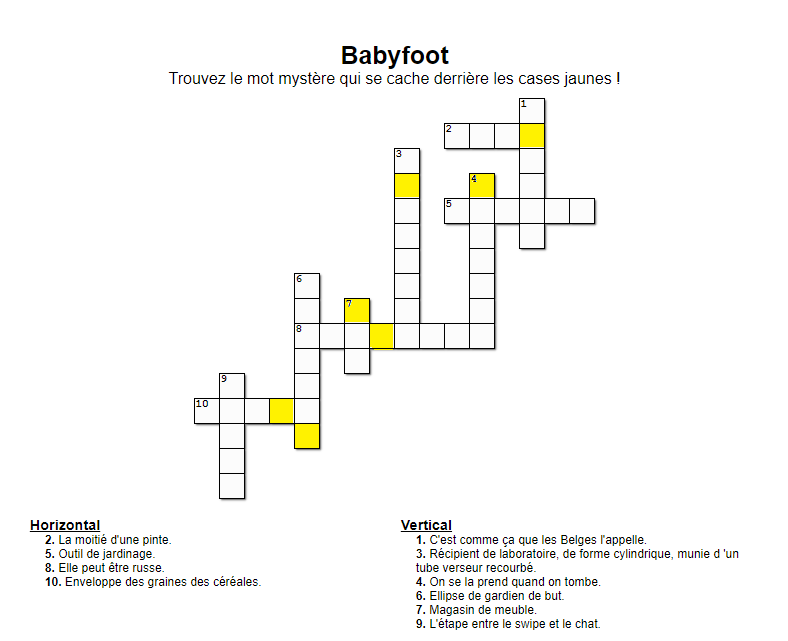 Babyfoot
Trouvez le mot mystère qui se cache derrière les cases jaunes !
1
2
3
4
5
6
7
8
9
10
Horizontal
2. La moitié d'une pinte.
5. Outil de jardinage.
8. Elle peut être russe.
10. Enveloppe des graines des céréales.
Vertical
1. C'est comme ça que les Belges l'appelle.
3. Récipient de laboratoire, de forme cylindrique, munie d 'un
tube verseur recourbé.
4. On se la prend quand on tombe.
6. Ellipse de gardien de but.
7. Magasin de meuble.
9. L'étape entre le swipe et le chat.